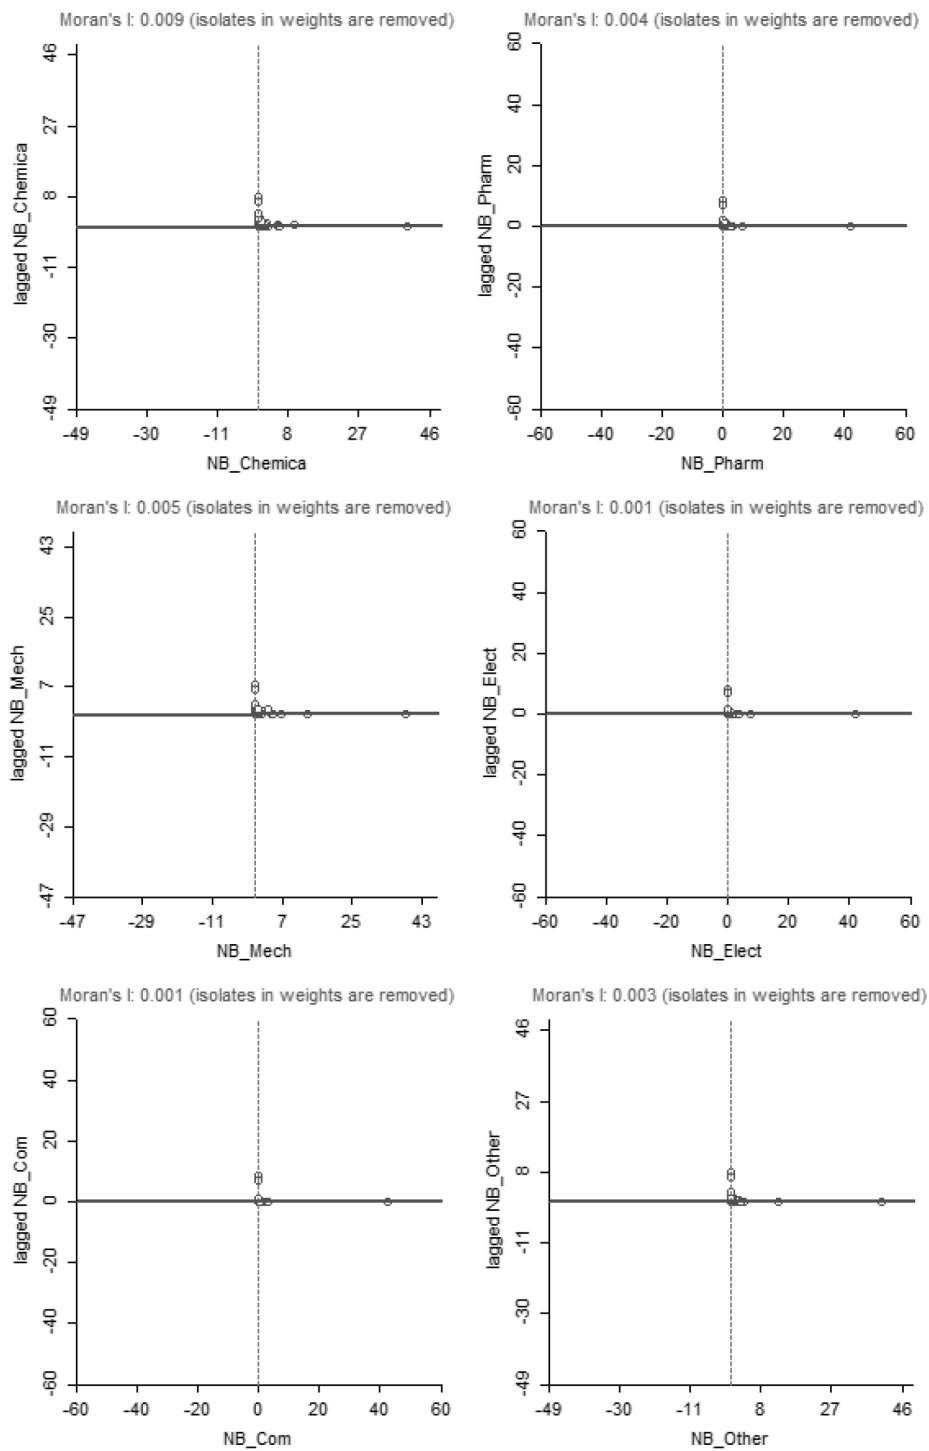 Moran's I: 0.009 (isolates in weights are removed)
lagged NB_Chemica
46
27
8
-11
-30
-49
-49 -30 -11 8 27 46
NB_Chemica
Moran's I: 0.004 (isolates in weights are removed)
lagged NB_Pharm
60
40
20
0
-20
-40
-60
-60 -40 -20 0 20 40 60
NB_Pharm
Moran's I: 0.005 (isolates in weights are removed)
lagged NB_Mech
43
25
7
-11
-29
-47
-47 -29 -11 7 25 43
NB_Mech
Moran's I: 0.001 (isolates in weights are removed)
lagged NB_Elect
60
40
20
0
-20
-40
-60
-60 -40 -20 0 20 40 60
NB_Elect
Moran's I: 0.001 (isolates in weights are removed)
lagged NB_Com
60
40
20
0
-20
-40
-60
-60 -40 -20 0 20 40 60
NB_Com
Moran's I: 0.003 (isolates in weights are removed)
lagged NB_Other
46
27
8
-11
-30
-49
-49 -30 -11 8 27 46
NB_Other